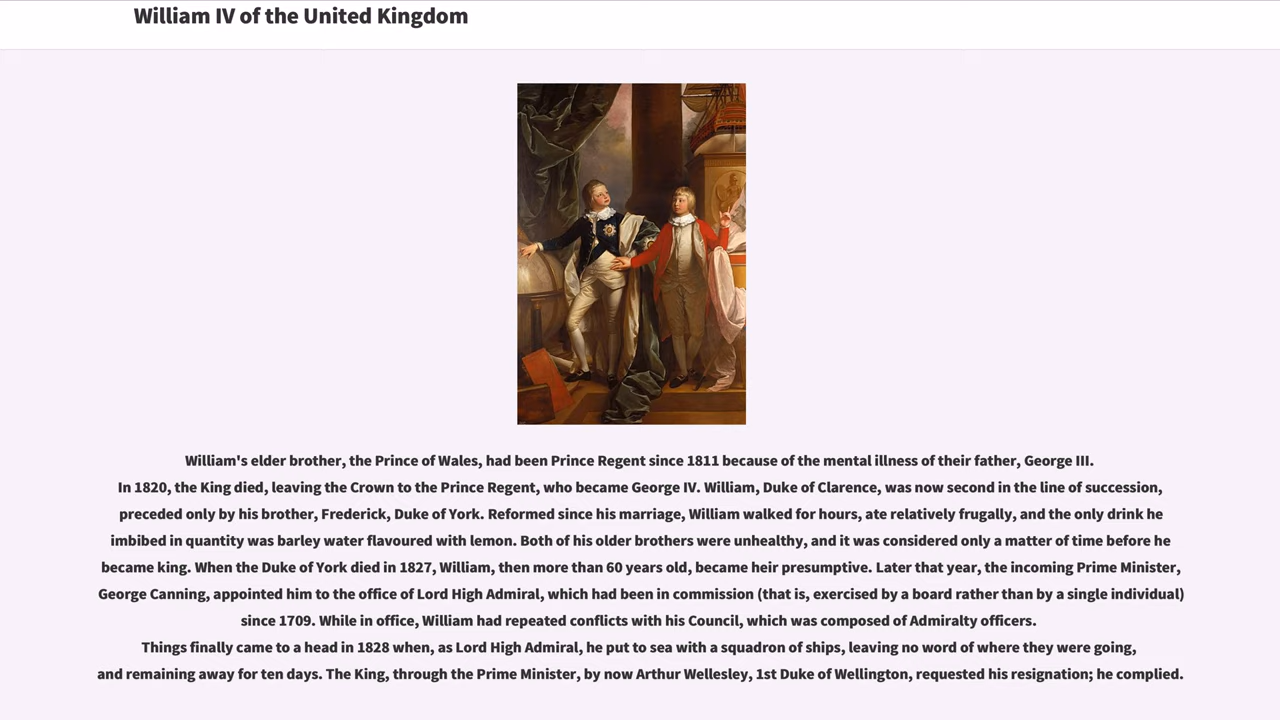 William IV of the United Kingdom
William's elder brother, the Prince of Wales, had been Prince Regent since 1811 because of the mental illness of their father, George III.
In 1820, the King died, leaving the Crown to the Prince Regent, who became George IV. William, Duke of Clarence, was now second in the line of succession,
preceded only by his brother, Frederick, Duke of York. Reformed since his marriage, William walked for hours, ate relatively frugally, and the only drink he
imbibed in quantity was barley water flavoured with lemon. Both of his older brothers were unhealthy, and it was considered only a matter of time before he
became king. When the Duke of York died in 1827, William, then more than 60 years old, became heir presumptive. Later that year, the incoming Prime Minister,
George Canning, appointed him to the office of Lord High Admiral, which had been in commission (that is, exercised by a board rather than by a single individual)
since 1709. While in office, William had repeated conflicts with his Council, which was composed of Admiralty officers.
Things finally came to a head in 1828 when, as Lord High Admiral, he put to sea with a squadron of ships, leaving no word of where they were going,
and remaining away for ten days. The King, through the Prime Minister, by now Arthur Wellesley, 1st Duke of Wellington, requested his resignation; he complied.